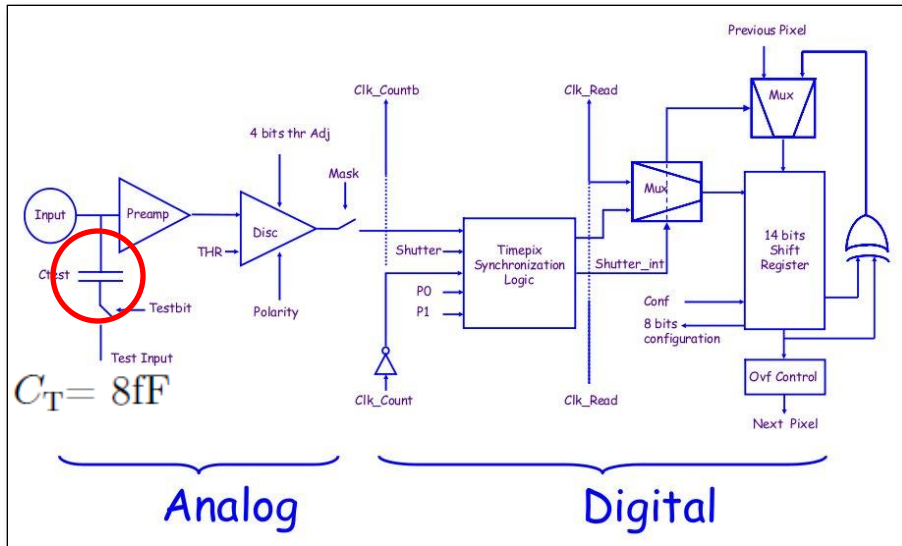 Previous Pixel
Mux
Clk_Countb
Clk_Read
4 bits thr Adj
Mask
Mux
Input
Preamp
Disc
THR
Shutter
Timepix
Synchronization
Logic
14 bits
Shift
Register
Shutter_int
Ctest
Testbit
Polarity
P0
P1
Conf
8 bits
configuration
Test Input
C_T= 8fF
Clk_Count
Clk_Read
Ovf Control
Next Pixel
Analog
Digital